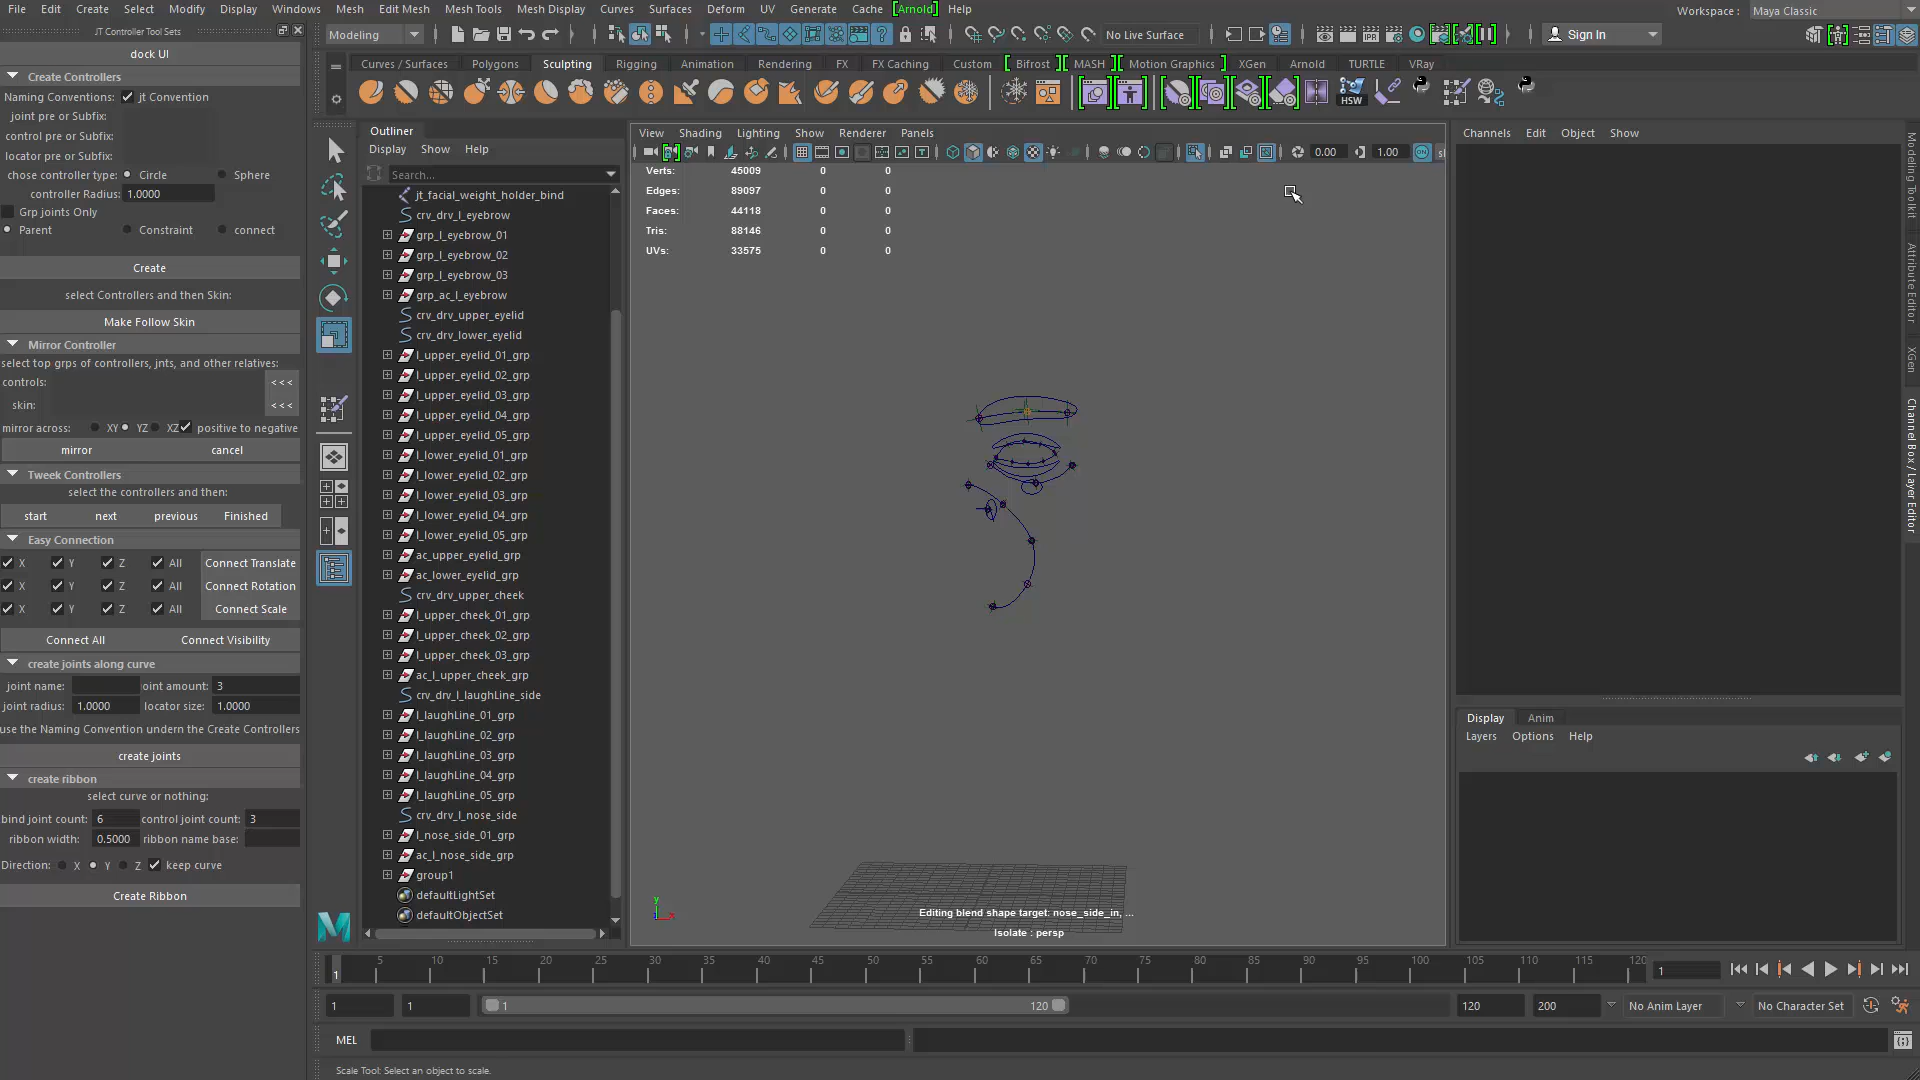 File Edit Create Select Modify Display Windows Mesh Edit Mesh Mesh Tools Mesh Display Curves Surfaces Deform UV Generate Cache [Arnold] Help
Workspace : Maya Classic
JT Controller Tool Sets
Modeling
No Live Surface
Sign In
dock UI
Curves / Surfaces Polygons Sculpting Rigging Animation Rendering FX FX Caching Custom Bifrost MASH Motion Graphics XGen Arnold TURTLE VRay
HSW
Create Controllers
Naming Conventions: jt Convention
joint pre or Subfix:
control pre or Subfix:
locator pre or Subfix:
chose controller type: Circle Sphere
controller Radius: 1.0000
Grp joints Only
Parent Constraint connect
Create
select Controllers and then Skin:
Make Follow Skin
Mirror Controller
select top grps of controllers, jnts, and other relatives:
controls: <<<
skin: <<<
mirror across: XY YZ XZ positive to negative
mirror cancel
Tweek Controllers
select the controllers and then:
start next previous Finished
Easy Connection
X Y Z All Connect Translate
X Y Z All Connect Rotation
X Y Z All Connect Scale
Connect All Connect Visibility
create joints along curve
joint name: oint amount: 3
joint radius: 1.0000 locator size: 1.0000
use the Naming Convention undern the Create Controllers
create joints
create ribbon
select curve or nothing:
bind joint count: 6 control joint count: 3
ribbon width: 0.5000 ribbon name base:
Direction: X Y Z keep curve
Create Ribbon
Outliner
Display Show Help
Search...
jt_facial_weight_holder_bind
crv_drv_l_eyebrow
grp_l_eyebrow_01
grp_l_eyebrow_02
grp_l_eyebrow_03
grp_ac_l_eyebrow
crv_drv_upper_eyelid
crv_drv_lower_eyelid
l_upper_eyelid_01_grp
l_upper_eyelid_02_grp
l_upper_eyelid_03_grp
l_upper_eyelid_04_grp
l_upper_eyelid_05_grp
l_lower_eyelid_01_grp
l_lower_eyelid_02_grp
l_lower_eyelid_03_grp
l_lower_eyelid_04_grp
l_lower_eyelid_05_grp
ac_upper_eyelid_grp
ac_lower_eyelid_grp
crv_drv_upper_cheek
l_upper_cheek_01_grp
l_upper_cheek_02_grp
l_upper_cheek_03_grp
ac_l_upper_cheek_grp
crv_drv_l_laughLine_side
l_laughLine_01_grp
l_laughLine_02_grp
l_laughLine_03_grp
l_laughLine_04_grp
l_laughLine_05_grp
crv_drv_l_nose_side
l_nose_side_01_grp
ac_l_nose_side_grp
group1
defaultLightSet
defaultObjectSet
View Shading Lighting Show Renderer Panels
0.00 1.00
Verts: 45009 0 0
Edges: 89097 0 0
Faces: 44118 0 0
Tris: 88146 0 0
UVs: 33575 0 0
y
Editing blend shape target: nose_side_in, ...
Isolate : persp
Channels Edit Object Show
Display Anim
Layers Options Help
Modeling Toolkit
Attribute Editor
XGen
Channel Box / Layer Editor
1 5 10 15 20 25 30 35 40 45 50 55 60 65 70 75 80 85 90 95 100 105 110 115 120
1
1 1 1 120 120 200 No Anim Layer No Character Set
MEL
Scale Tool: Select an object to scale.